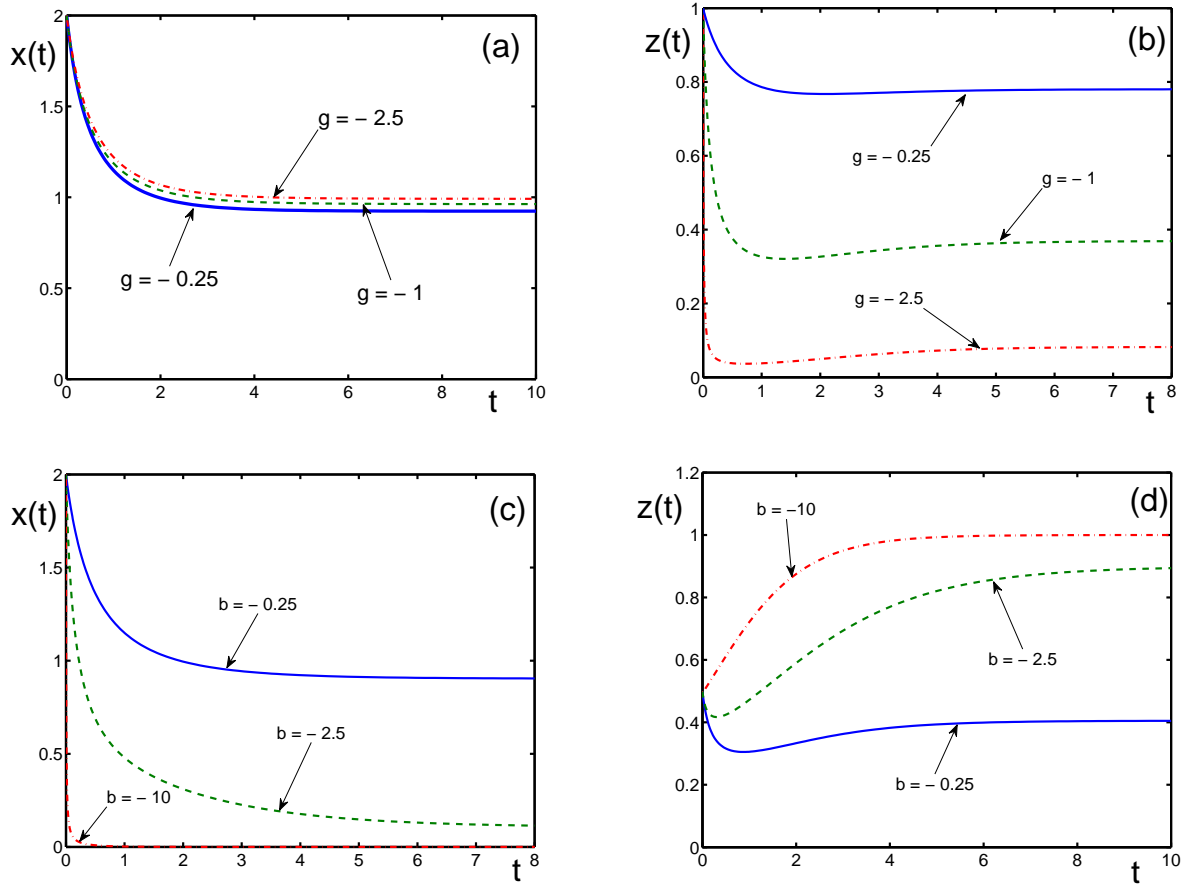 2
x(t)
(a)
1.5
g = − 2.5
1
0.5
g = − 0.25
g = − 1
0
0 2 4 6 8 10
t
1
z(t)
(b)
0.8
g = − 0.25
0.6
g = − 1
0.4
0.2
g = − 2.5
0
0 1 2 3 4 5 6 7 8
t
2
x(t)
(c)
1.5
b = − 0.25
1
0.5
b = − 2.5
b = − 10
0
0 1 2 3 4 5 6 7 8
t
1.2
z(t)
(d)
b = −10
1
0.8
b = − 2.5
0.6
0.4
b = − 0.25
0.2
0
0 2 4 6 8 10
t